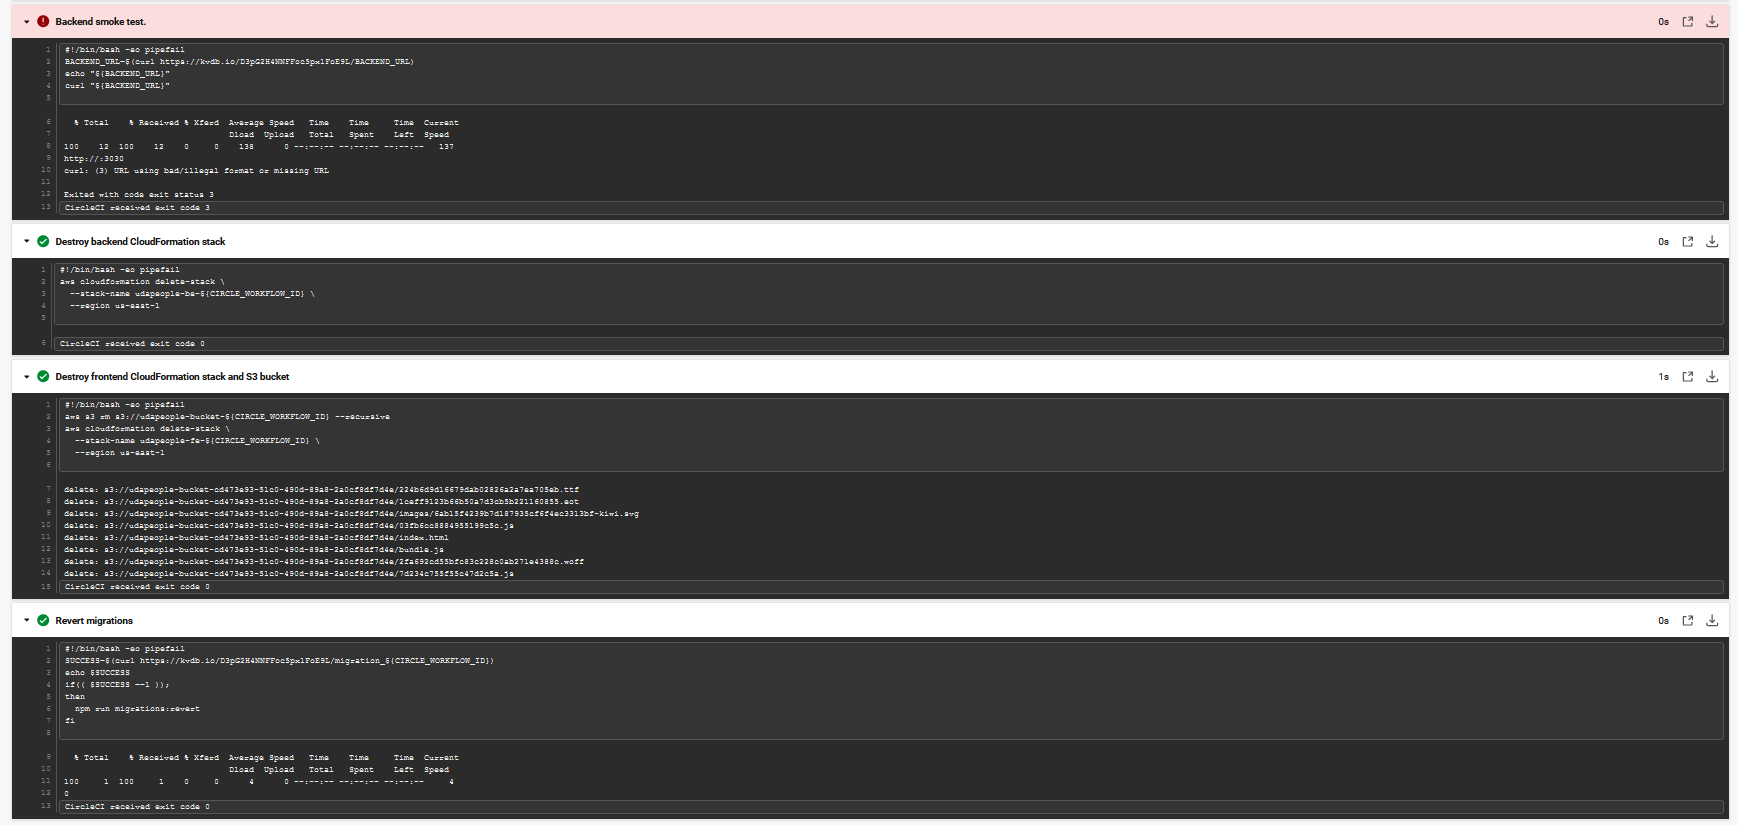 Backend smoke test.
0s
1 #!/bin/bash -eo pipefail
2 BACKEND_URL=$(curl https://kvdb.io/D3pG2H4NNFFoc5px1FoE9L/BACKEND_URL)
3 echo "${BACKEND_URL}"
4 curl "${BACKEND_URL}"
5
6 % Total % Received % Xferd Average Speed Time Time Time Current
7 Dload Upload Total Spent Left Speed
8 100 12 100 12 0 0 138 0 --:--:-- --:--:-- --:--:-- 137
9 http://:3030
10 curl: (3) URL using bad/illegal format or missing URL
11
12 Exited with code exit status 3
13 CircleCI received exit code 3
Destroy backend CloudFormation stack
0s
1 #!/bin/bash -eo pipefail
2 aws cloudformation delete-stack \
3 --stack-name udapeople-be-${CIRCLE_WORKFLOW_ID} \
4 --region us-east-1
5
6 CircleCI received exit code 0
Destroy frontend CloudFormation stack and S3 bucket
1s
1 #!/bin/bash -eo pipefail
2 aws s3 rm s3://udapeople-bucket-${CIRCLE_WORKFLOW_ID} --recursive
3 aws cloudformation delete-stack \
4 --stack-name udapeople-fe-${CIRCLE_WORKFLOW_ID} \
5 --region us-east-1
6
7 delete: s3://udapeople-bucket-cd473e93-51c0-490d-89a8-2a0cf8df7d4e/224b6d9d16679dab02826a2a7ea705eb.ttf
8 delete: s3://udapeople-bucket-cd473e93-51c0-490d-89a8-2a0cf8df7d4e/1ceff9123b66b50a7d3cb5b221160855.eot
9 delete: s3://udapeople-bucket-cd473e93-51c0-490d-89a8-2a0cf8df7d4e/images/6ab15f4239b7d187935cf6f4ec3313bf-kiwi.svg
10 delete: s3://udapeople-bucket-cd473e93-51c0-490d-89a8-2a0cf8df7d4e/03fb6cc8884955199c5c.js
11 delete: s3://udapeople-bucket-cd473e93-51c0-490d-89a8-2a0cf8df7d4e/index.html
12 delete: s3://udapeople-bucket-cd473e93-51c0-490d-89a8-2a0cf8df7d4e/bundle.js
13 delete: s3://udapeople-bucket-cd473e93-51c0-490d-89a8-2a0cf8df7d4e/2fa692cd55bfc83c228c0ab271e4388c.woff
14 delete: s3://udapeople-bucket-cd473e93-51c0-490d-89a8-2a0cf8df7d4e/7d234c755f55c47d2c5a.js
15 CircleCI received exit code 0
Revert migrations
0s
1 #!/bin/bash -eo pipefail
2 SUCCESS=$(curl https://kvdb.io/D3pG2H4NNFFoc5px1FoE9L/migration_${CIRCLE_WORKFLOW_ID})
3 echo $SUCCESS
4 if(( $SUCCESS ==1 ));
5 then
6 npm run migrations:revert
7 fi
8
9 % Total % Received % Xferd Average Speed Time Time Time Current
10 Dload Upload Total Spent Left Speed
11 100 1 100 1 0 0 4 0 --:--:-- --:--:-- --:--:-- 4
12 0
13 CircleCI received exit code 0